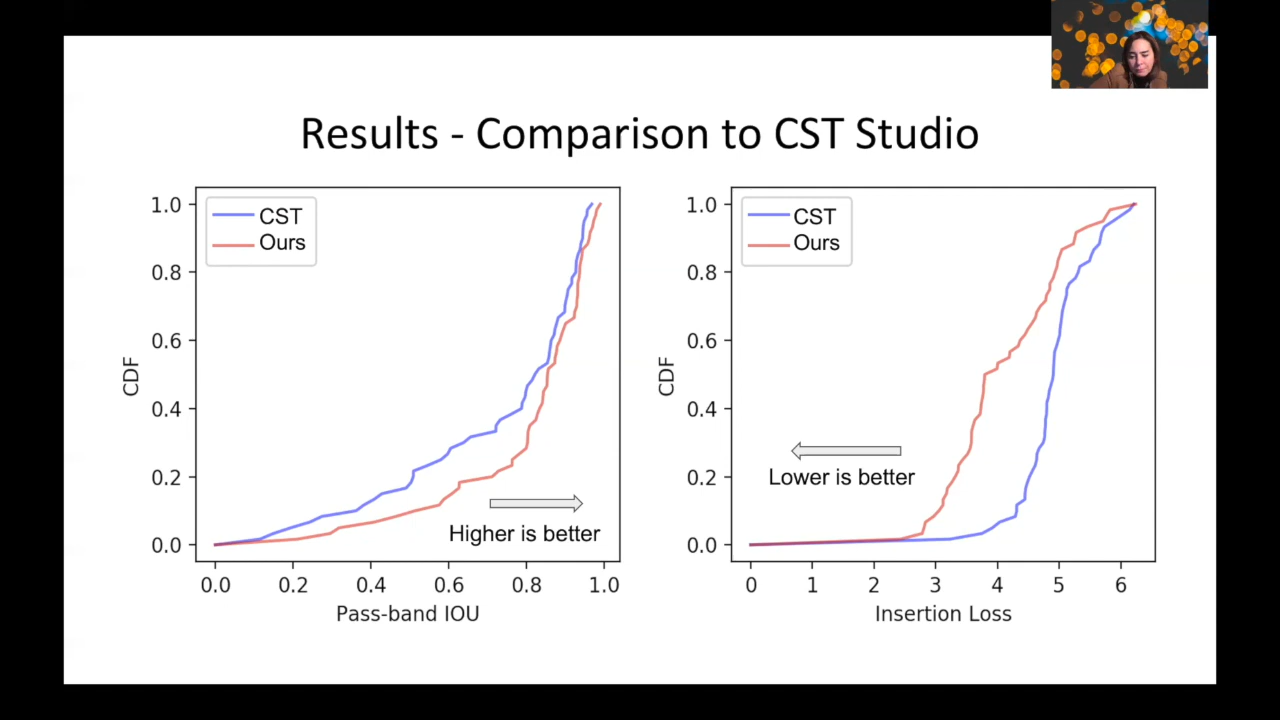 Results - Comparison to CST Studio
CST
Ours
1.0
0.8
0.6
0.4
0.2
0.0
CDF
Higher is better
0.0 0.2 0.4 0.6 0.8 1.0
Pass-band IOU
CST
Ours
1.0
0.8
0.6
0.4
0.2
0.0
CDF
Lower is better
0 1 2 3 4 5 6
Insertion Loss